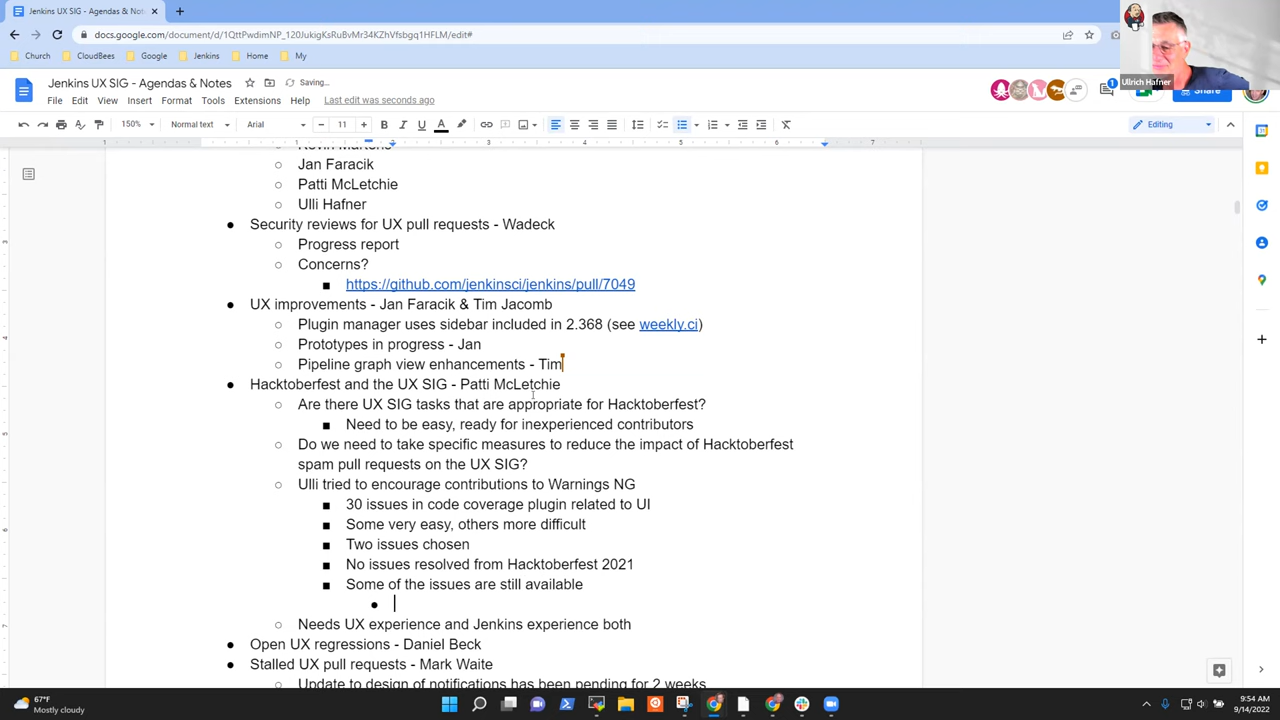 Jenkins UX SIG - Agendas & Not
docs.google.com/document/d/1QttPwdimNP_120JukigKsRuBvMr34KZhVfsbgq1HFLM/edit#
Church
CloudBees
Google
Jenkins
Home
My
Ullrich Hafner
Jenkins UX SIG - Agendas & Notes
Saving...
1
Share
File Edit View Insert Format Tools Extensions Help Last edit was seconds ago
150% Normal text Arial 11 Editing
1 2 3 4 5 6 7
Jan Faracik
Patti McLetchie
Ulli Hafner
Security reviews for UX pull requests - Wadeck
Progress report
Concerns?
https://github.com/jenkinsci/jenkins/pull/7049
UX improvements - Jan Faracik & Tim Jacomb
Plugin manager uses sidebar included in 2.368 (see weekly.ci)
Prototypes in progress - Jan
Pipeline graph view enhancements - Tim
Hacktoberfest and the UX SIG - Patti McLetchie
Are there UX SIG tasks that are appropriate for Hacktoberfest?
Need to be easy, ready for inexperienced contributors
Do we need to take specific measures to reduce the impact of Hacktoberfest
spam pull requests on the UX SIG?
Ulli tried to encourage contributions to Warnings NG
30 issues in code coverage plugin related to UI
Some very easy, others more difficult
Two issues chosen
No issues resolved from Hacktoberfest 2021
Some of the issues are still available
Needs UX experience and Jenkins experience both
Open UX regressions - Daniel Beck
Stalled UX pull requests - Mark Waite
Update to design of notifications has been pending for 2 weeks
67°F
Mostly cloudy
9:54 AM
9/14/2022